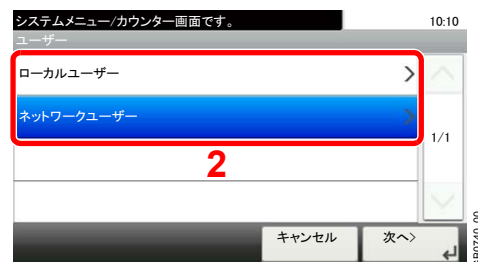 システムメニュー/カウンター画面です。 10:10
ユーザー
ローカルユーザー
ネットワークユーザー
1/1
2
キャンセル 次へ>